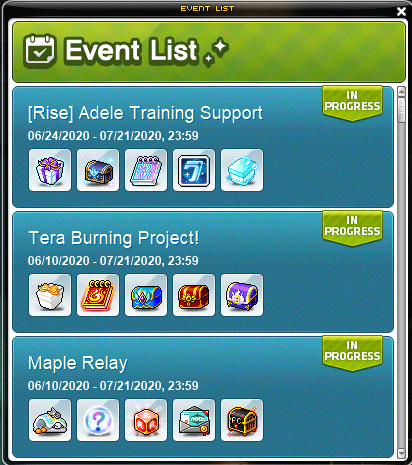 EVENT LIST
Event List
IN
PROGRESS
[Rise] Adele Training Support
06/24/2020 - 07/21/2020, 23:59
IN
PROGRESS
Tera Burning Project!
06/10/2020 - 07/21/2020, 23:59
IN
PROGRESS
Maple Relay
06/10/2020 - 07/21/2020, 23:59